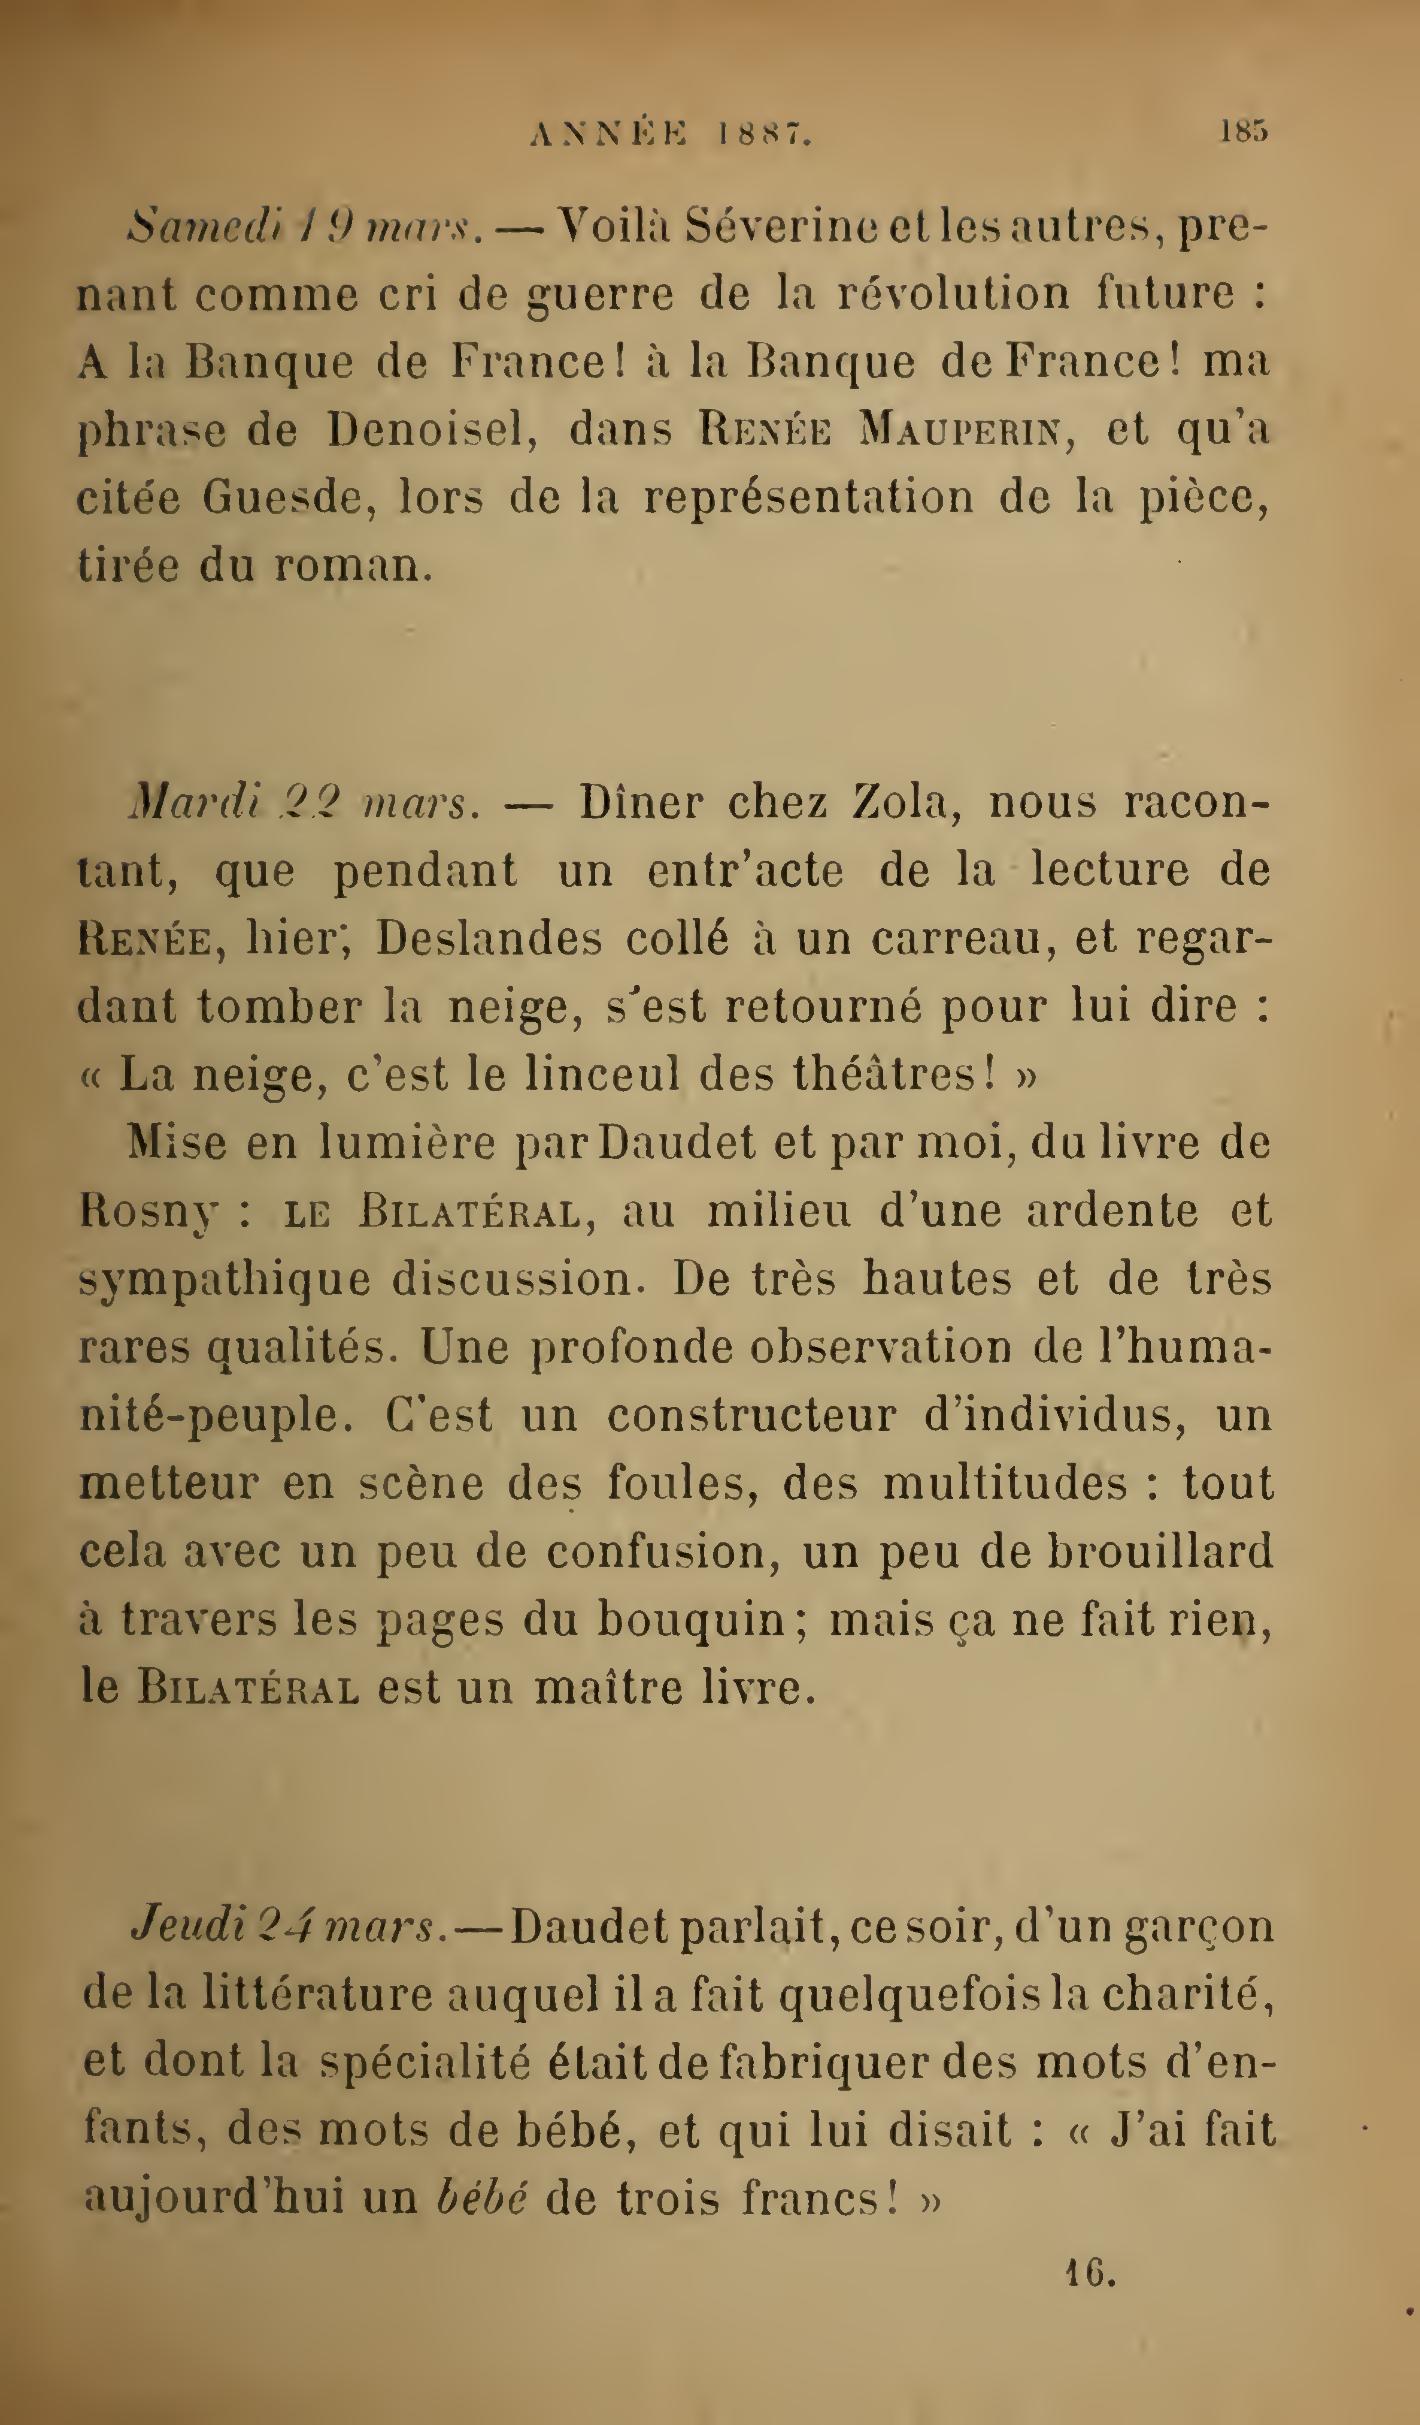 ANNÉE 1887. 185
Samedi 19 mars. — Voilà Séverine et les autres, pre-
nant comme cri de guerre de la révolution future :
A la Banque de France! à la Banque de France! ma
phrase de Denoisel, dans RENÉE MAUPERIN, et qu'a
citée Guesde, lors de la représentation de la pièce,
tirée du roman.
Mardi 22 mars. — Dîner chez Zola, nous racon-
tant, que pendant un entr'acte de la lecture de
RENÉE, hier, Deslandes collé à un carreau, et regar-
dant tomber la neige, s'est retourné pour lui dire :
« La neige, c'est le linceul des théâtres! »
Mise en lumière par Daudet et par moi, du livre de
Rosny : LE BILATÉRAL, au milieu d'une ardente et
sympathique discussion. De très hautes et de très
rares qualités. Une profonde observation de l'huma-
nité-peuple. C'est un constructeur d'individus, un
metteur en scène des foules, des multitudes : tout
cela avec un peu de confusion, un peu de brouillard
à travers les pages du bouquin; mais ça ne fait rien,
le BILATÉRAL est un maître livre.
Jeudi 24 mars. — Daudet parlait, ce soir, d'un garçon
de la littérature auquel il a fait quelquefois la charité,
et dont la spécialité était de fabriquer des mots d'en-
fants, des mots de bébé, et qui lui disait : « J'ai fait
aujourd'hui un bébé de trois francs! »
16.